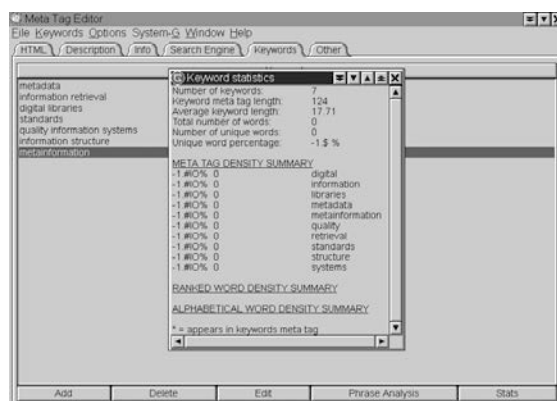 Meta Tag Editor
File Keywords Options System-G Window Help
HTML Description Info Search Engine Keywords Other
metadata
information retrieval
digital libraries
standards
quality information systems
information structure
metainformation
Keyword statistics
Number of keywords: 7
Keyword meta tag length: 124
Average keyword length: 17.71
Total number of words: 0
Number of unique words: 0
Unique word percentage: -1.$ %
META TAG DENSITY SUMMARY
-1.#IO% 0 digital
-1.#IO% 0 information
-1.#IO% 0 libraries
-1.#IO% 0 metadata
-1.#IO% 0 metainformation
-1.#IO% 0 quality
-1.#IO% 0 retrieval
-1.#IO% 0 standards
-1.#IO% 0 structure
-1.#IO% 0 systems
RANKED WORD DENSITY SUMMARY
ALPHABETICAL WORD DENSITY SUMMARY
* = appears in keywords meta tag
Add Delete Edit Phrase Analysis Stats